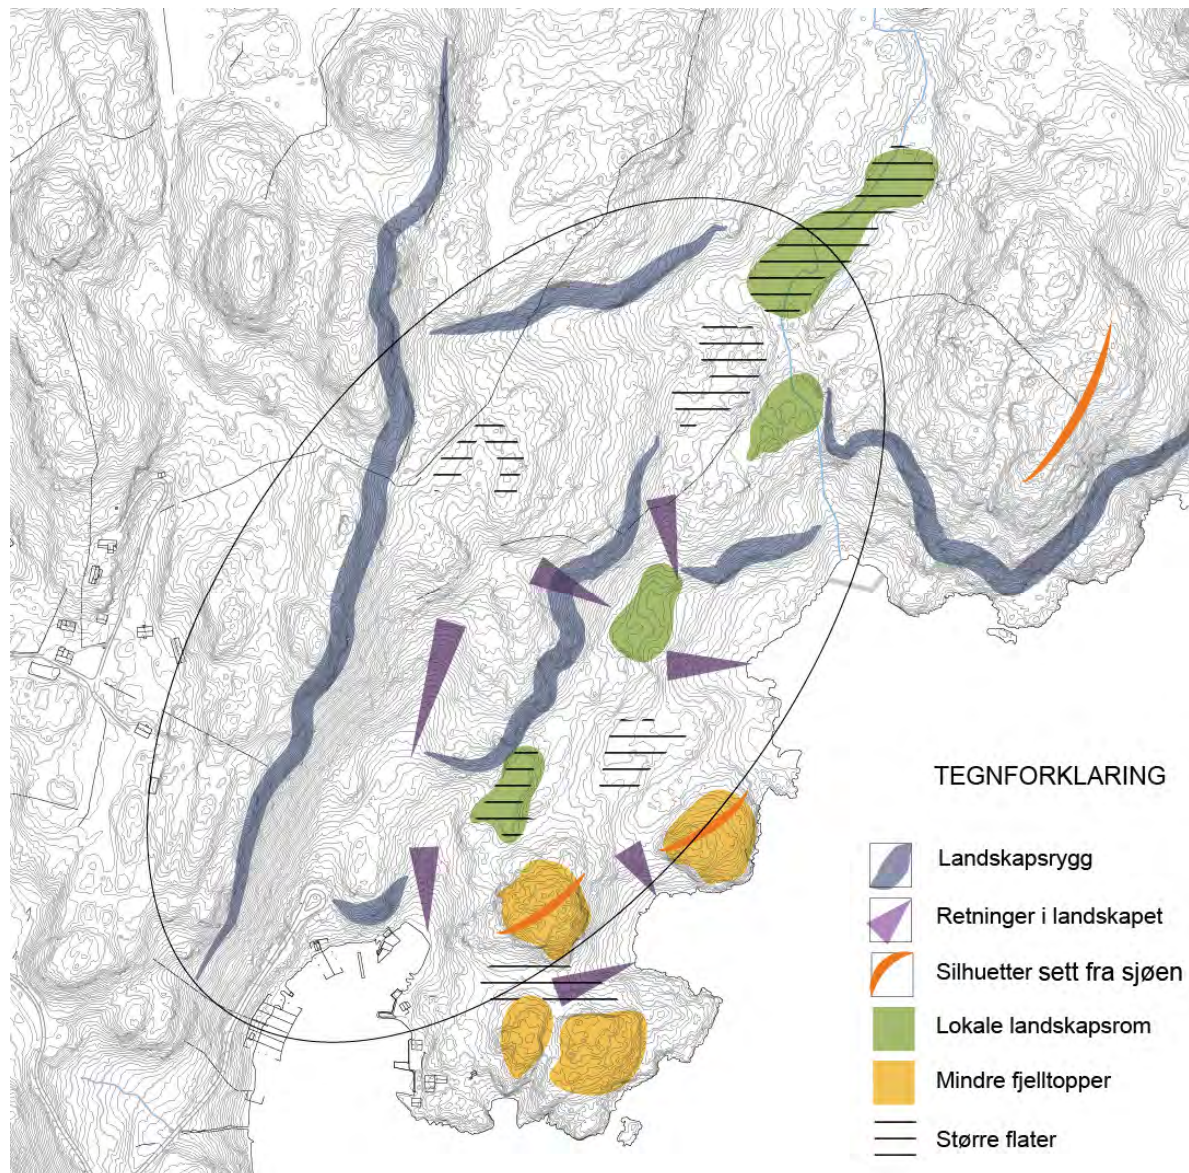 TEGNFORKLARING
Landskapsrygg
Retninger i landskapet
Silhuetter sett fra sjøen
Lokale landskapsrom
Mindre fjelltopper
Større flater